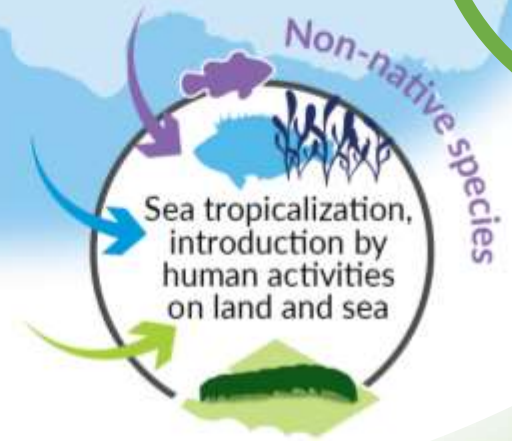 Non-native species
Sea tropicalization,
introduction by
human activities
on land and sea